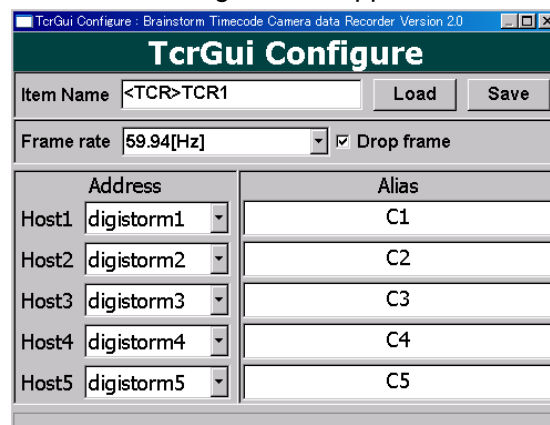 TcrGui Configure : Brainstorm Timecode Camera data Recorder Version 2.0
TcrGui Configure
Item Name <TCR>TCR1 Load Save
Frame rate 59.94[Hz] Drop frame
Address Alias
Host1 digistorm1 C1
Host2 digistorm2 C2
Host3 digistorm3 C3
Host4 digistorm4 C4
Host5 digistorm5 C5